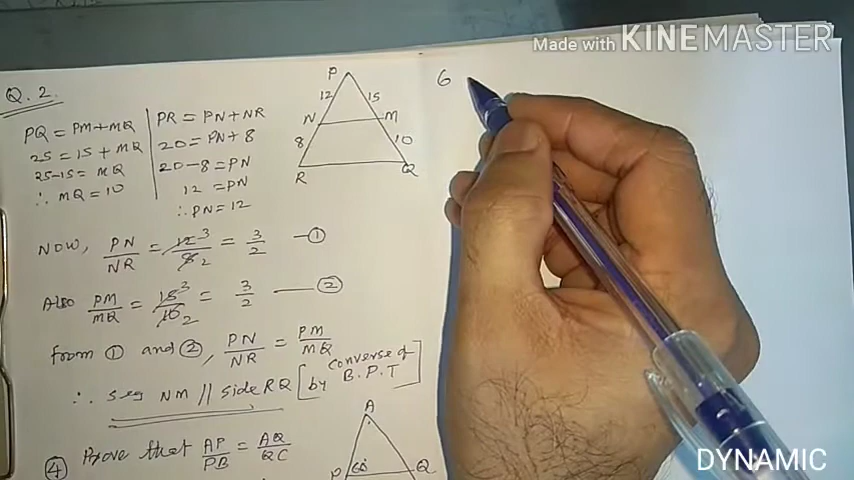 Made with KINEMASTER
Q. 2.
PQ = PM+MQ
25 = 15 + MQ
25-15 = MQ
∴ MQ = 10
PR = PN+NR
20 = PN+8
20-8 = PN
12 = PN
∴ PN = 12
P
12
15
N
M
8
10
R
Q
Now, PN/NR = 12 3/8 2 = 3/2 —①
Also PM/MQ = 15 3/10 2 = 3/2 —②
from ① and ②, PN/NR = PM/MQ
∴ seg NM // side RQ [by converse of B.P.T]
④ Prove that AP/PB = AQ/QC
A
P
60°
Q
6
DYNAMIC